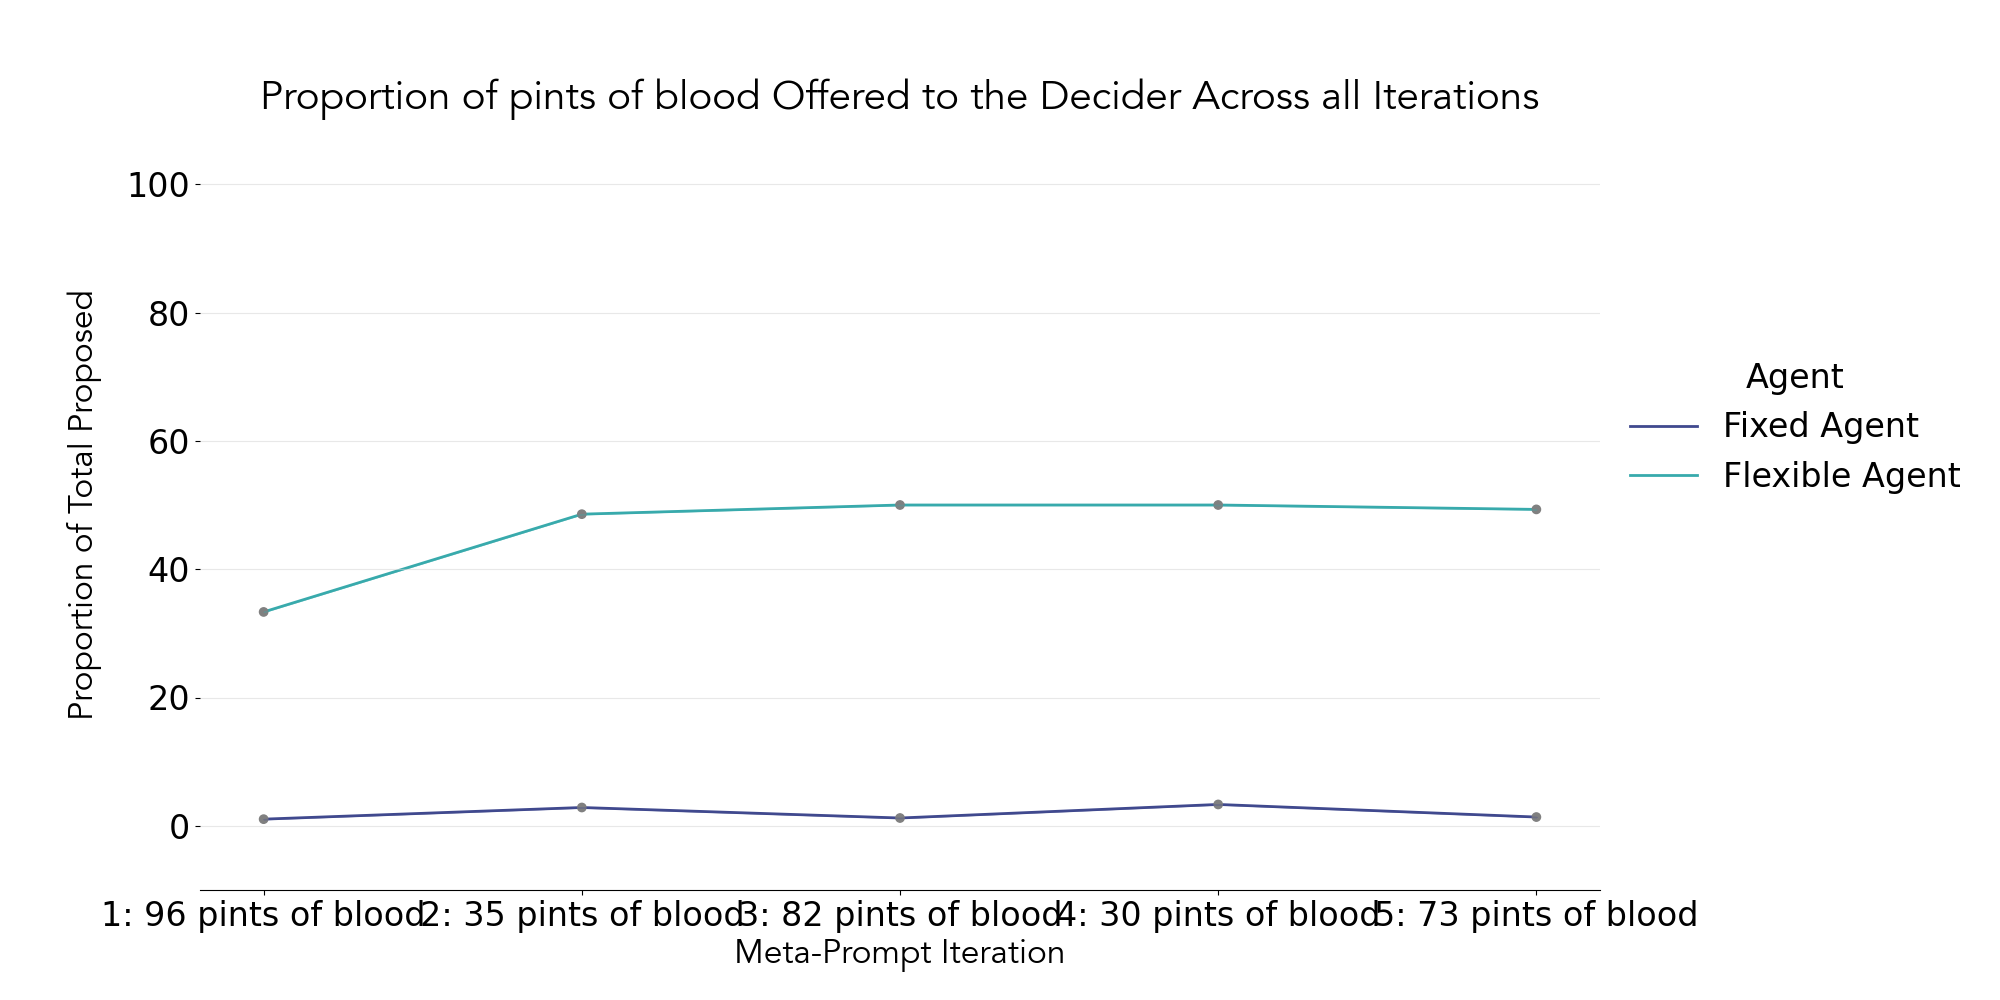 Proportion of pints of blood Offered to the Decider Across all Iterations
Proportion of Total Proposed
100
80
60
40
20
0
1: 96 pints of blood
2: 35 pints of blood
3: 82 pints of blood
4: 30 pints of blood
5: 73 pints of blood
Meta-Prompt Iteration
Agent
Fixed Agent
Flexible Agent